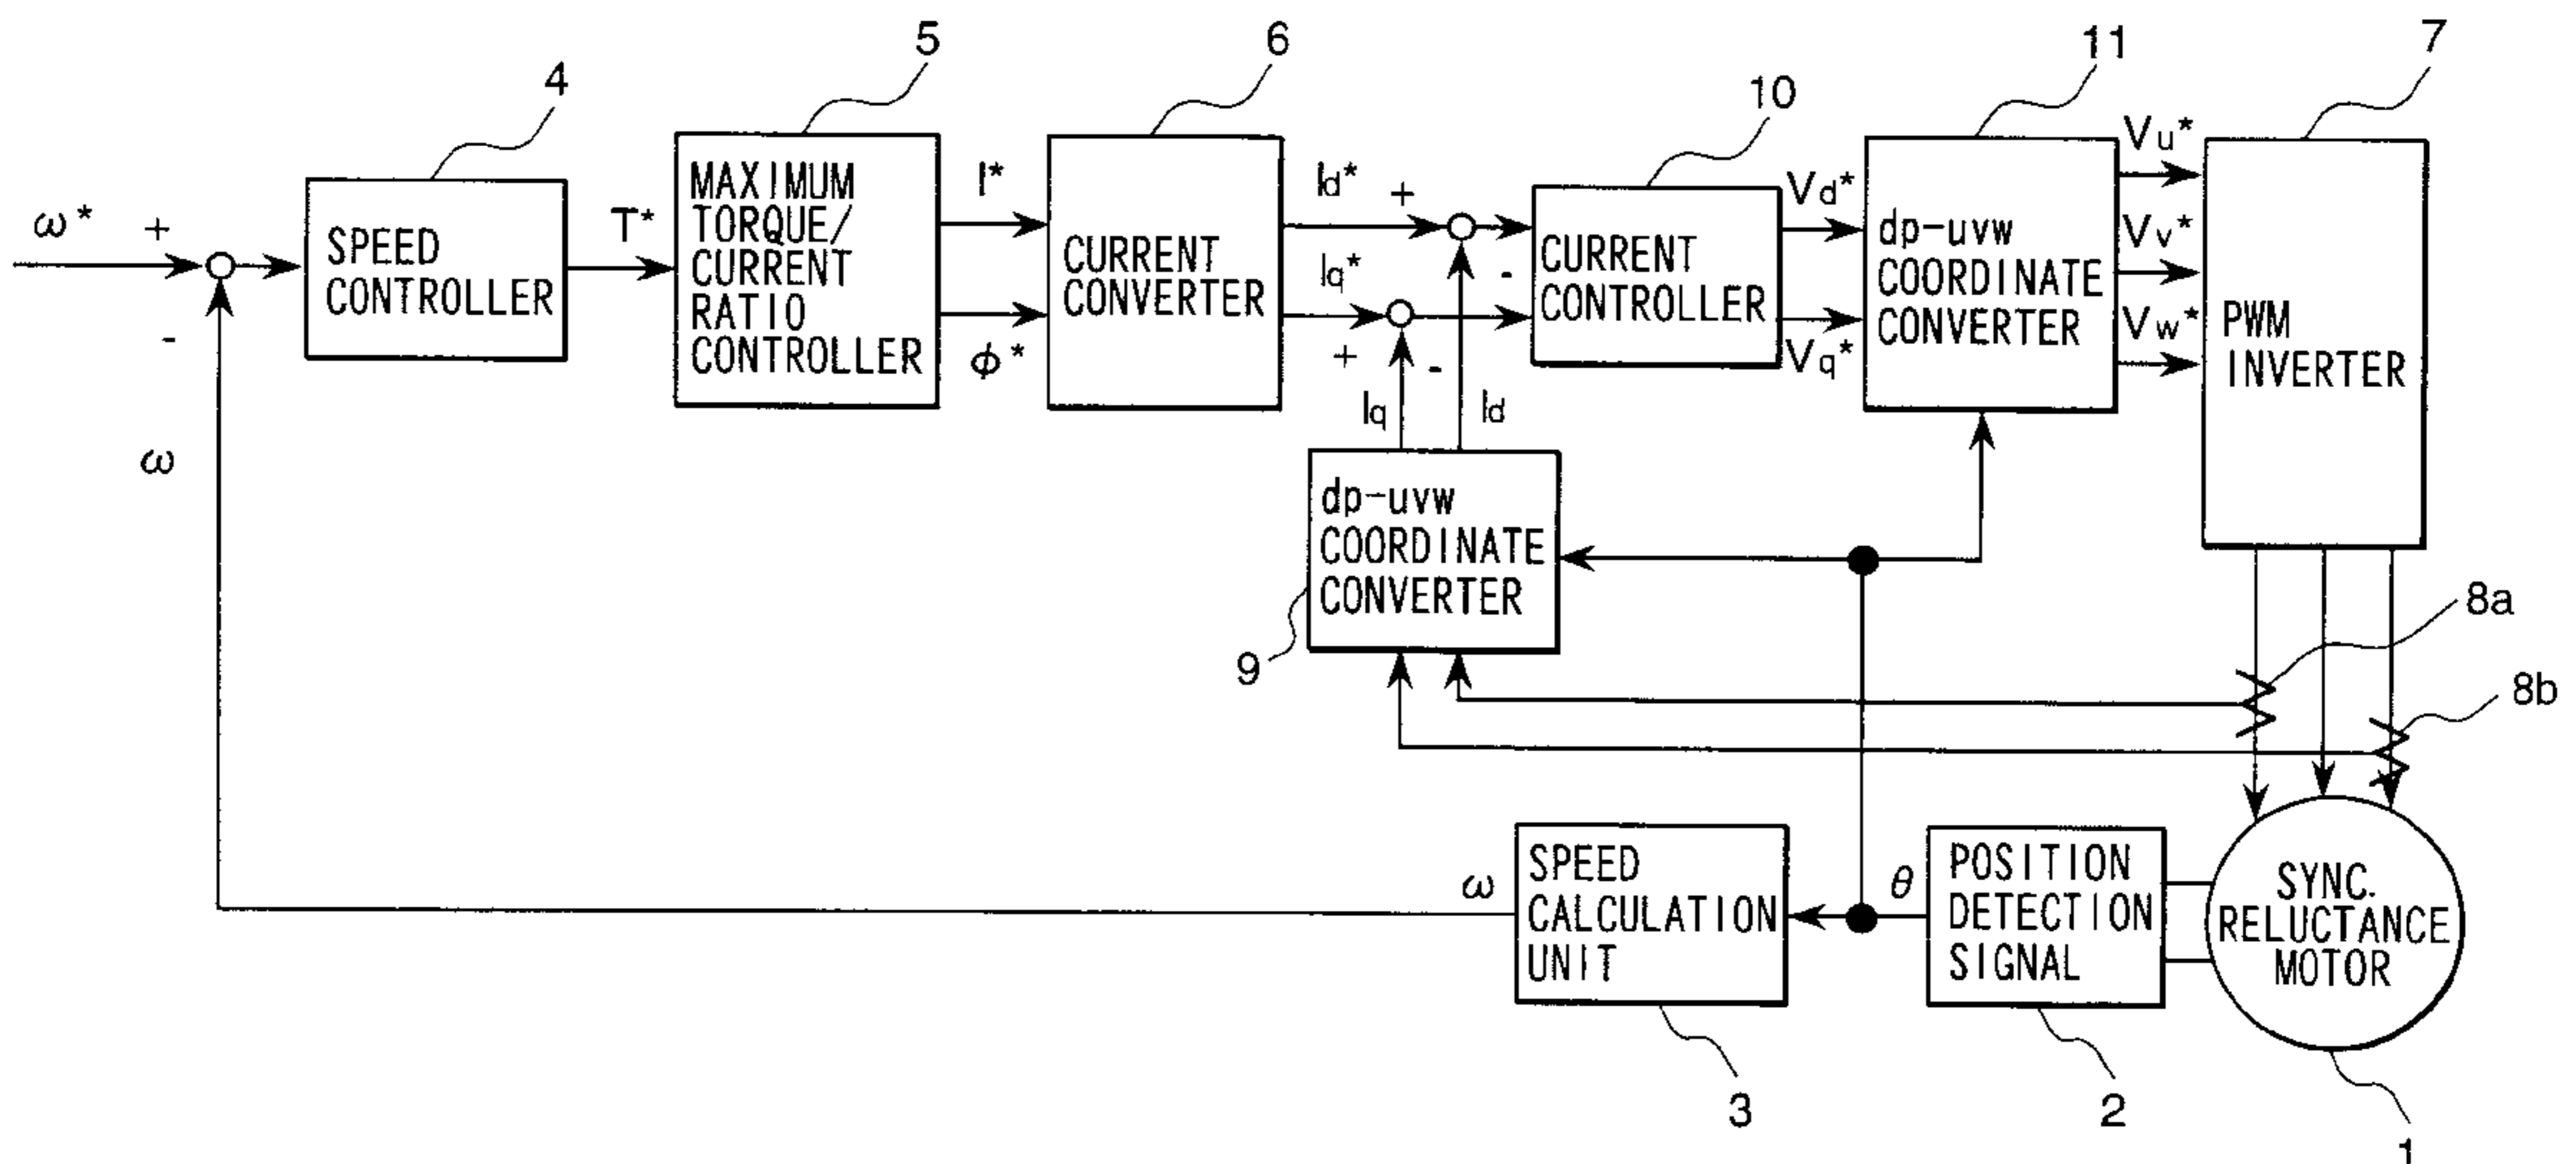 4
5
6
10
11
7
ω*
+
-
ω
SPEED
CONTROLLER
T*
MAXIMUM
TORQUE/
CURRENT
RATIO
CONTROLLER
I*
φ*
CURRENT
CONVERTER
Id*
+
-
Iq*
+
-
Iq
Id
CURRENT
CONTROLLER
Vd*
Vq*
dp-uvw
COORDINATE
CONVERTER
Vu*
Vv*
Vw*
PWM
INVERTER
dp-uvw
COORDINATE
CONVERTER
9
8a
8b
ω
SPEED
CALCULATION
UNIT
θ
POSITION
DETECTION
SIGNAL
SYNC.
RELUCTANCE
MOTOR
3
2
1